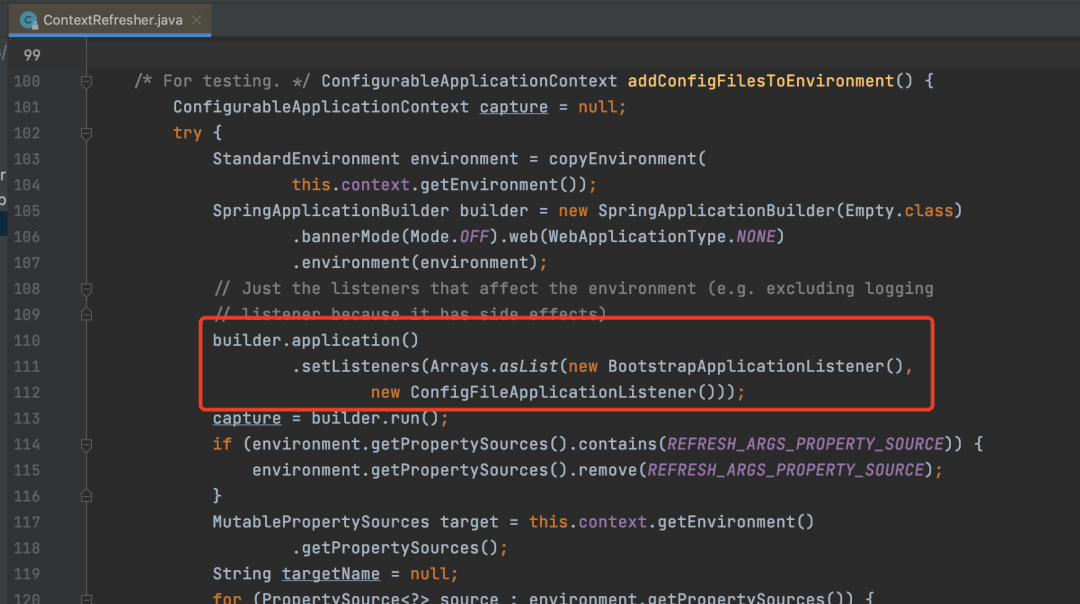 ContextRefresher.java
99
100 /* For testing. */ ConfigurableApplicationContext addConfigFilesToEnvironment() {
101 ConfigurableApplicationContext capture = null;
102 try {
103 StandardEnvironment environment = copyEnvironment(
104 this.context.getEnvironment());
105 SpringApplicationBuilder builder = new SpringApplicationBuilder(Empty.class)
106 .bannerMode(Mode.OFF).web(WebApplicationType.NONE)
107 .environment(environment);
108 // Just the listeners that affect the environment (e.g. excluding logging
109 // listener because it has side effects)
110 builder.application()
111 .setListeners(Arrays.asList(new BootstrapApplicationListener(),
112 new ConfigFileApplicationListener()));
113 capture = builder.run();
114 if (environment.getPropertySources().contains(REFRESH_ARGS_PROPERTY_SOURCE)) {
115 environment.getPropertySources().remove(REFRESH_ARGS_PROPERTY_SOURCE);
116 }
117 MutablePropertySources target = this.context.getEnvironment()
118 .getPropertySources();
119 String targetName = null;
120 for (PropertySource<?> source : environment.getPropertySources()) {